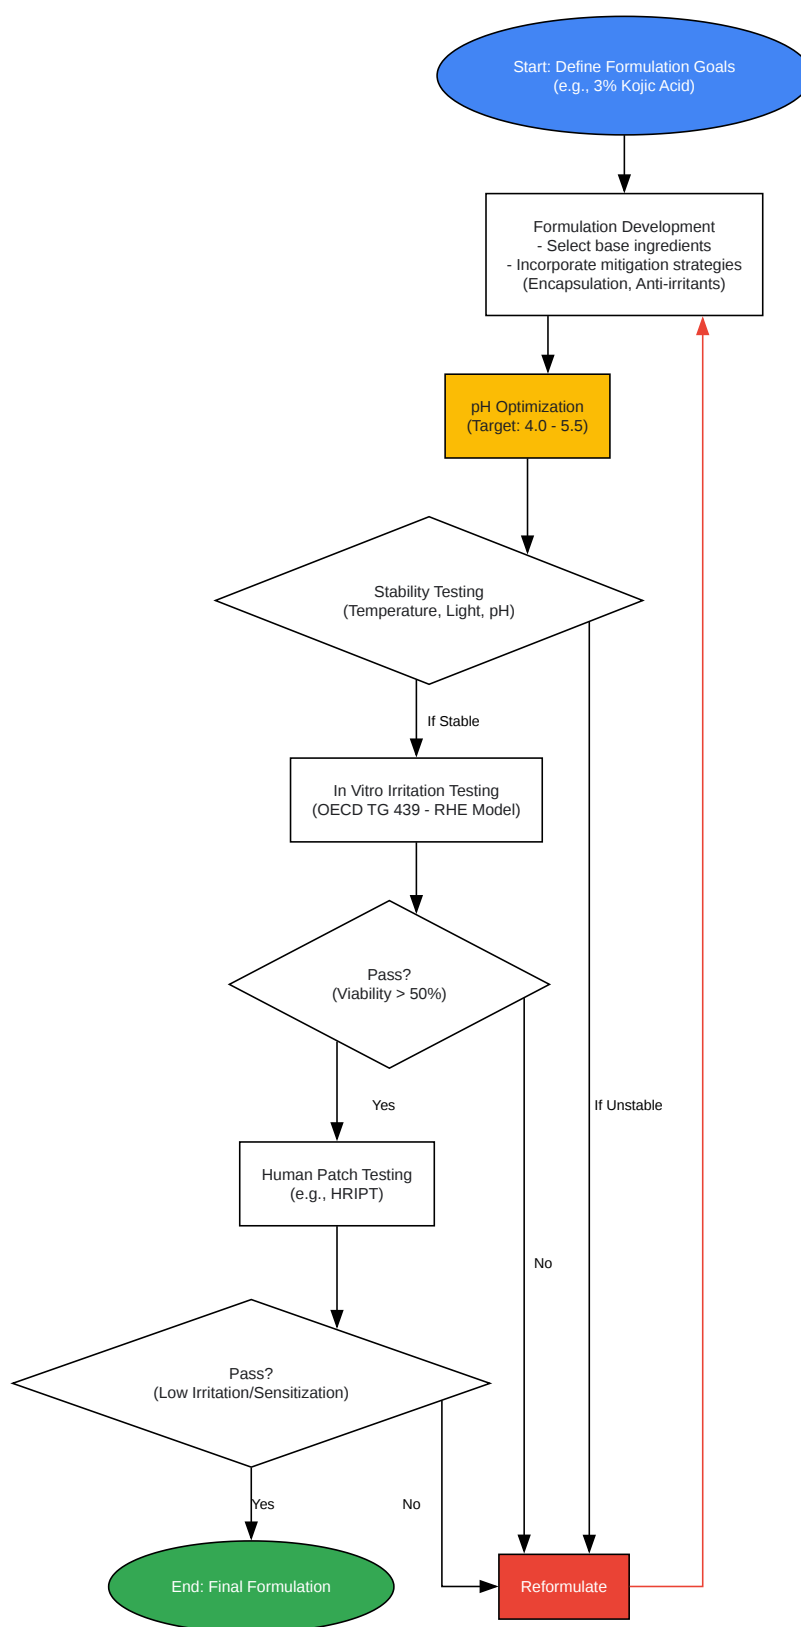 Start: Define Formulation Goals
(e.g., 3% Kojic Acid)
Formulation Development
- Select base ingredients
- Incorporate mitigation strategies
(Encapsulation, Anti-irritants)
pH Optimization
(Target: 4.0 - 5.5)
Stability Testing
(Temperature, Light, pH)
If Stable
In Vitro Irritation Testing
(OECD TG 439 - RHE Model)
Pass?
(Viability > 50%)
Yes
If Unstable
Human Patch Testing
(e.g., HRIPT)
No
Pass?
(Low Irritation/Sensitization)
Yes
No
End: Final Formulation
Reformulate